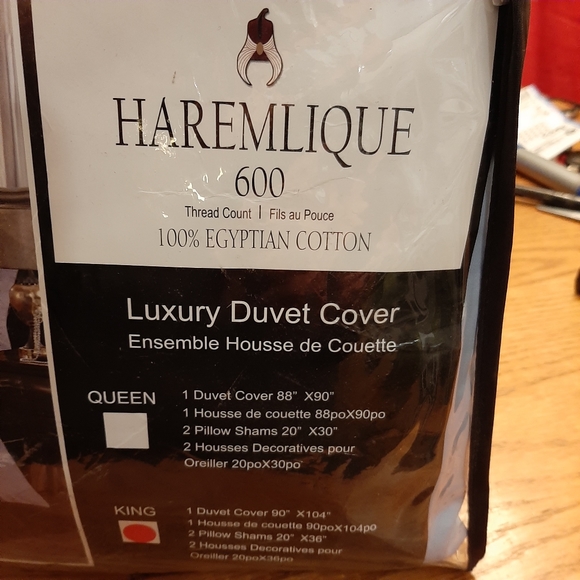 HAREMLIQUE
600
Thread Count | Fils au Pouce
100% EGYPTIAN COTTON
Luxury Duvet Cover
Ensemble Housse de Couette
QUEEN
1 Duvet Cover 88" X90"
1 Housse de couette 88poX90po
2 Pillow Shams 20" X30"
2 Housses Decoratives pour
Oreiller 20poX30po
KING
1 Duvet Cover 90" X104"
1 Housse de couette 90poX104po
2 Pillow Shams 20" X36"
2 Housses Decoratives pour
Oreiller 20poX36po